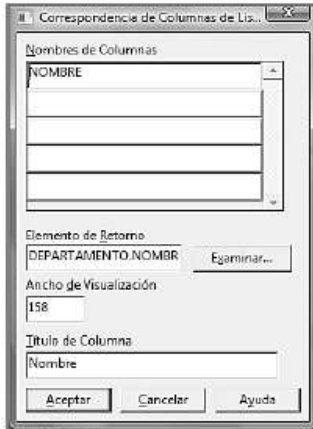 Correspondencia de Columnas de Lis...
Nombres de Columnas
NOMBRE
Elemento de Retorno
DEPARTAMENTO.NOMBR
Examinar...
Ancho de Visualización
158
Título de Columna
Nombre
Aceptar
Cancelar
Ayuda